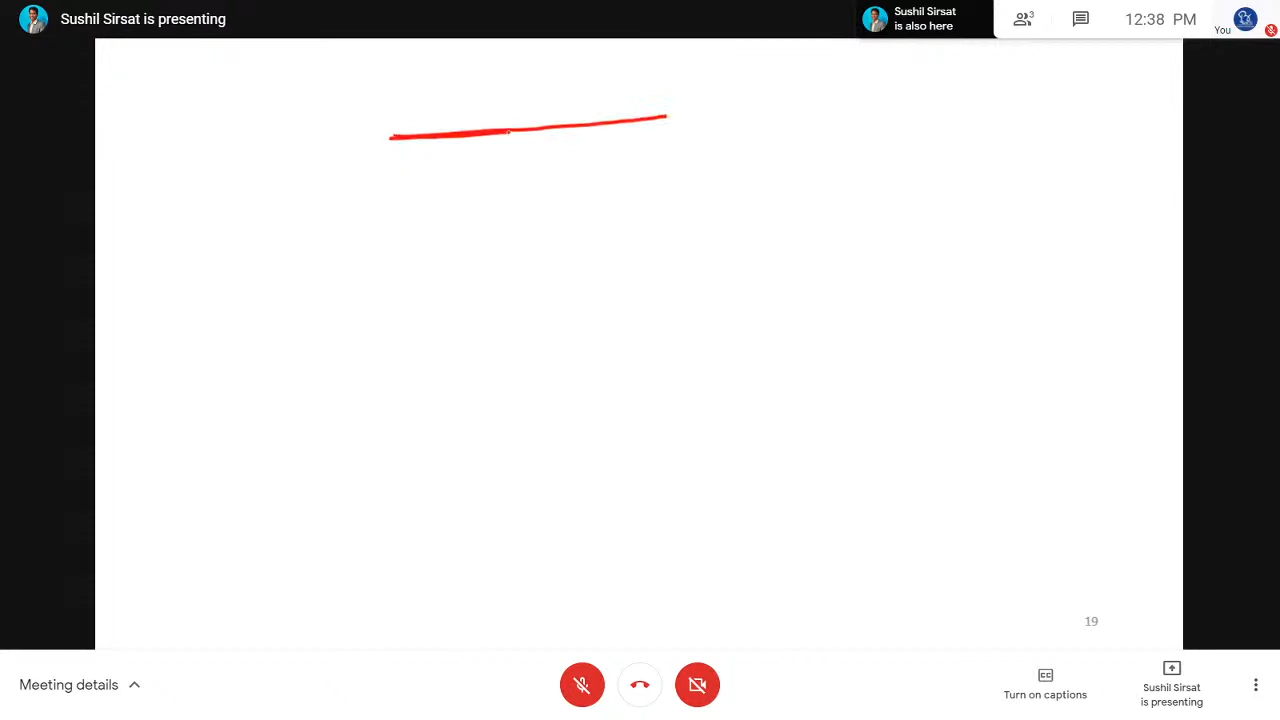 Sushil Sirsat is presenting
Sushil Sirsat
is also here
3
12:38 PM
You
19
Meeting details
CC
Turn on captions
Sushil Sirsat
is presenting